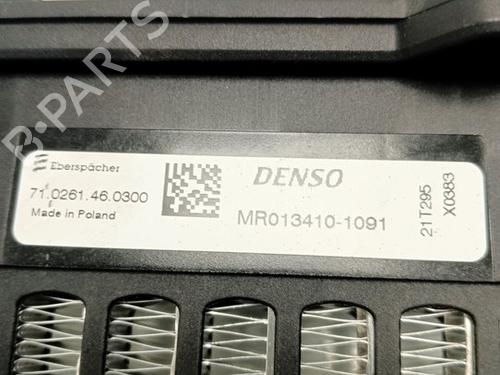 B-PARTS
Eberspächer
71.0261.46.0300
Made in Poland
DENSO
MR013410-1091
21T295
X0383